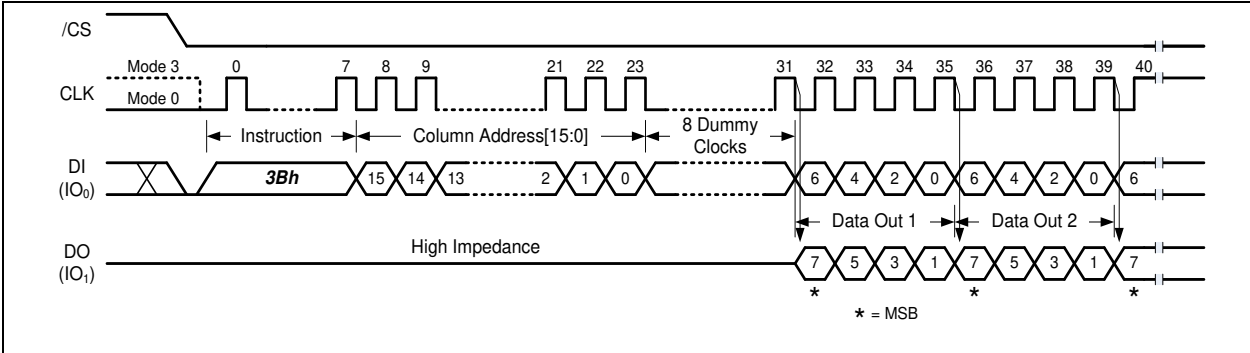 /CS
Mode 3 0 7 8 9 21 22 23 31 32 33 34 35 36 37 38 39 40
CLK
Mode 0
Instruction Column Address[15:0] 8 Dummy Clocks
DI
(IO0)
3Bh 15 14 13 2 1 0 6 4 2 0 6 4 2 0 6
Data Out 1 Data Out 2
DO
(IO1)
High Impedance
7 5 3 1 7 5 3 1 7
* * *
* = MSB